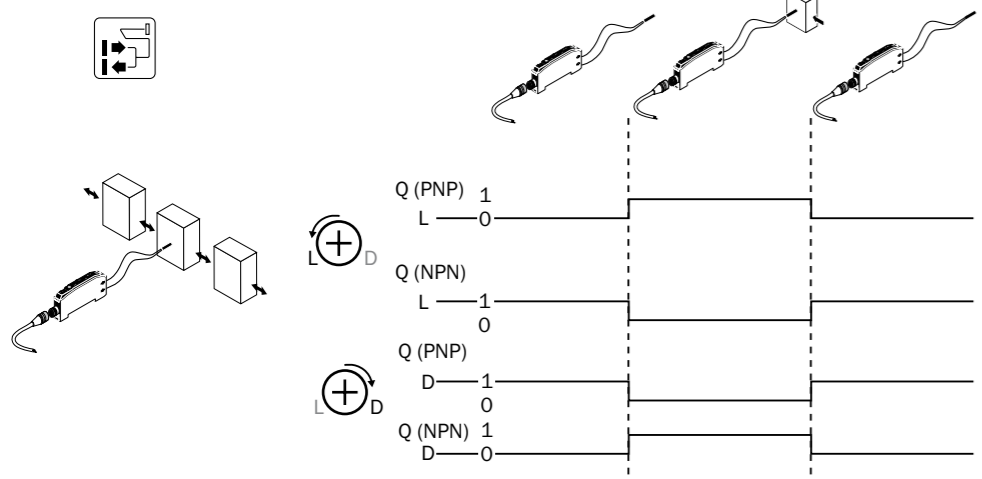 Q (PNP) 1
L 0
L D
Q (NPN)
L 1
0
Q (PNP)
D 1
0
L D
Q (NPN) 1
D 0